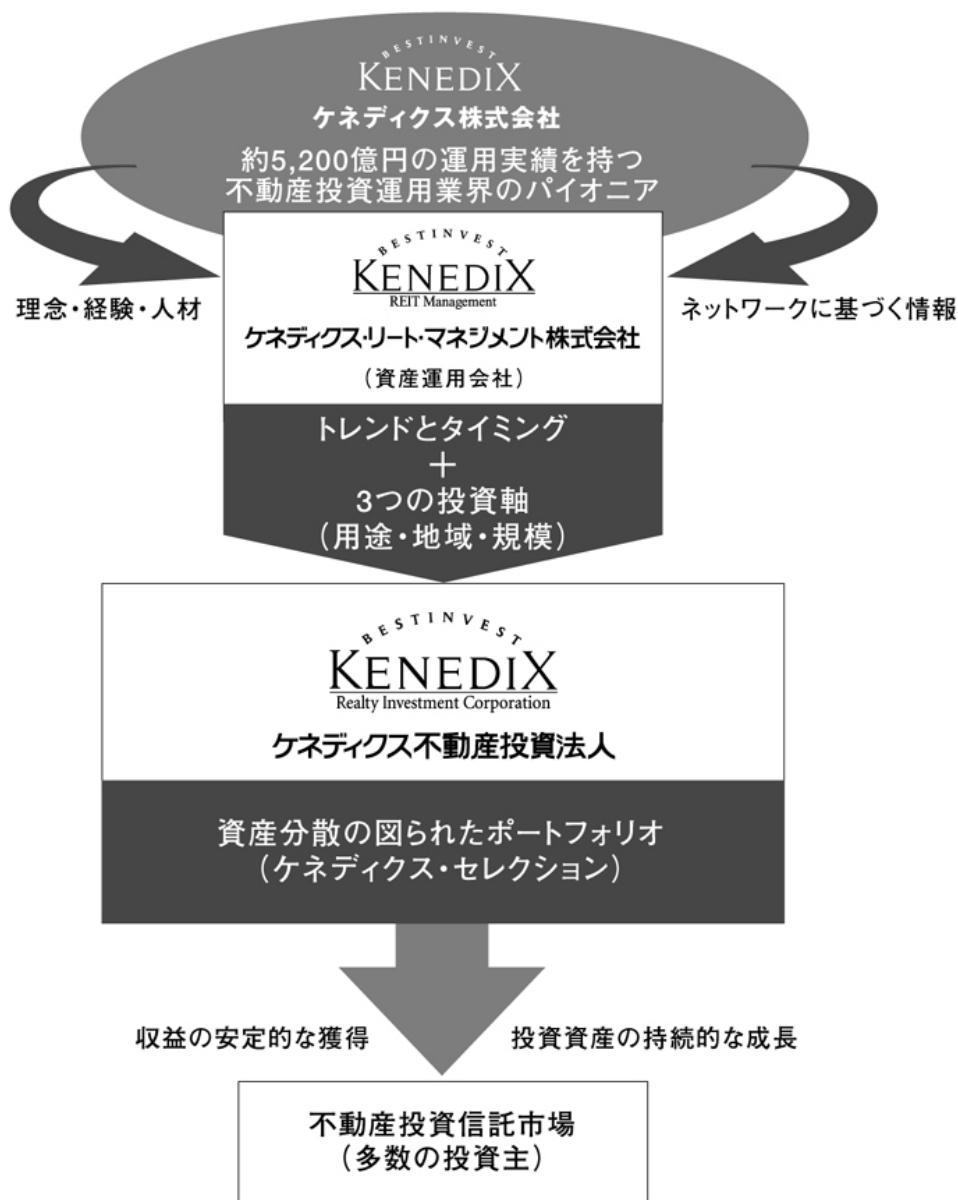 BESTINVEST
KENEDIX
ケネディクス株式会社
約5,200億円の運用実績を持つ
不動産投資運用業界のパイオニア
BESTINVEST
KENEDIX
REIT Management
理念・経験・人材
ネットワークに基づく情報
ケネディクス・リート・マネジメント株式会社
(資産運用会社)
トレンドとタイミング
+
3つの投資軸
(用途・地域・規模)
BESTINVEST
KENEDIX
Realty Investment Corporation
ケネディクス不動産投資法人
資産分散の図られたポートフォリオ
(ケネディクス・セレクション)
収益の安定的な獲得
投資資産の持続的な成長
不動産投資信託市場
(多数の投資主)